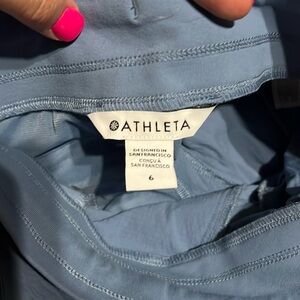 ATHLETA
DESIGNED IN
SAN FRANCISCO
CONÇU À
SAN FRANCISCO
6